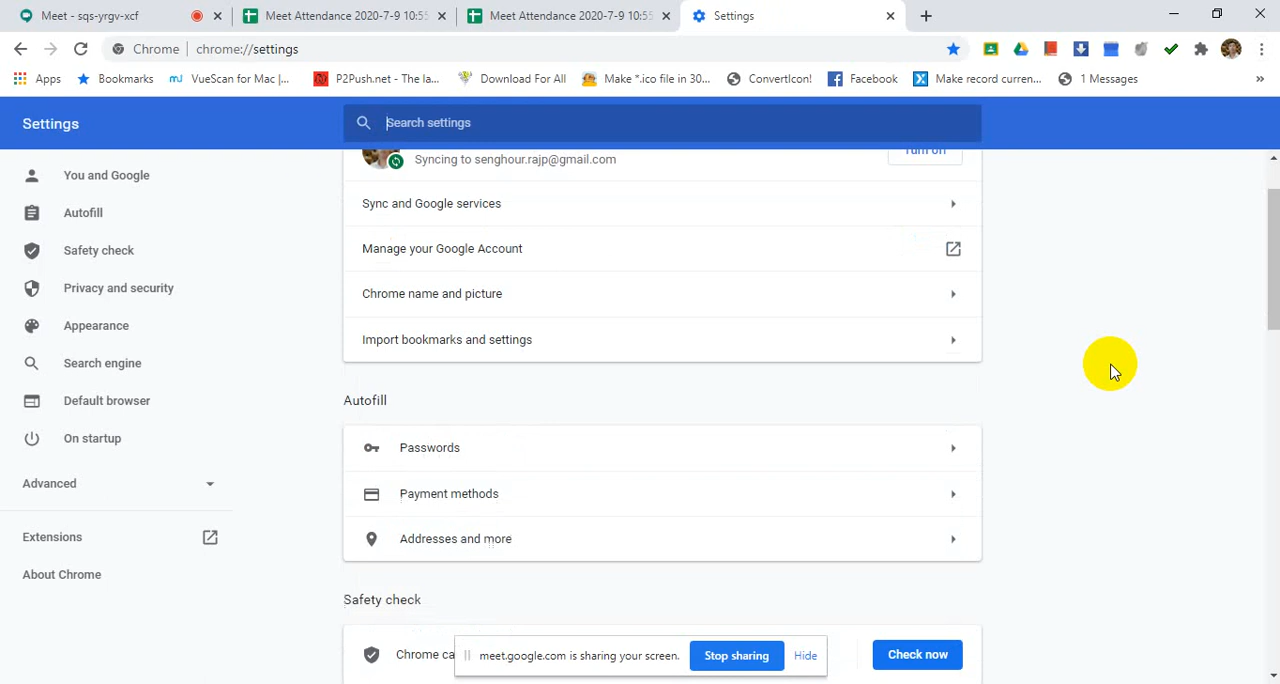 Meet - sqs-yrgv-xcf
Meet Attendance 2020-7-9 10:55
Meet Attendance 2020-7-9 10:55
Settings
Chrome
chrome://settings
Apps
Bookmarks
VueScan for Mac |...
P2Push.net - The la...
Download For All
Make *.ico file in 30...
ConvertIcon!
Facebook
Make record curren...
1 Messages
»
Settings
Search settings
Syncing to senghour.rajp@gmail.com
Turn off
You and Google
Autofill
Safety check
Privacy and security
Appearance
Search engine
Default browser
On startup
Advanced
Extensions
About Chrome
Sync and Google services
Manage your Google Account
Chrome name and picture
Import bookmarks and settings
Autofill
Passwords
Payment methods
Addresses and more
Safety check
Chrome ca
Check now
meet.google.com is sharing your screen.
Stop sharing
Hide